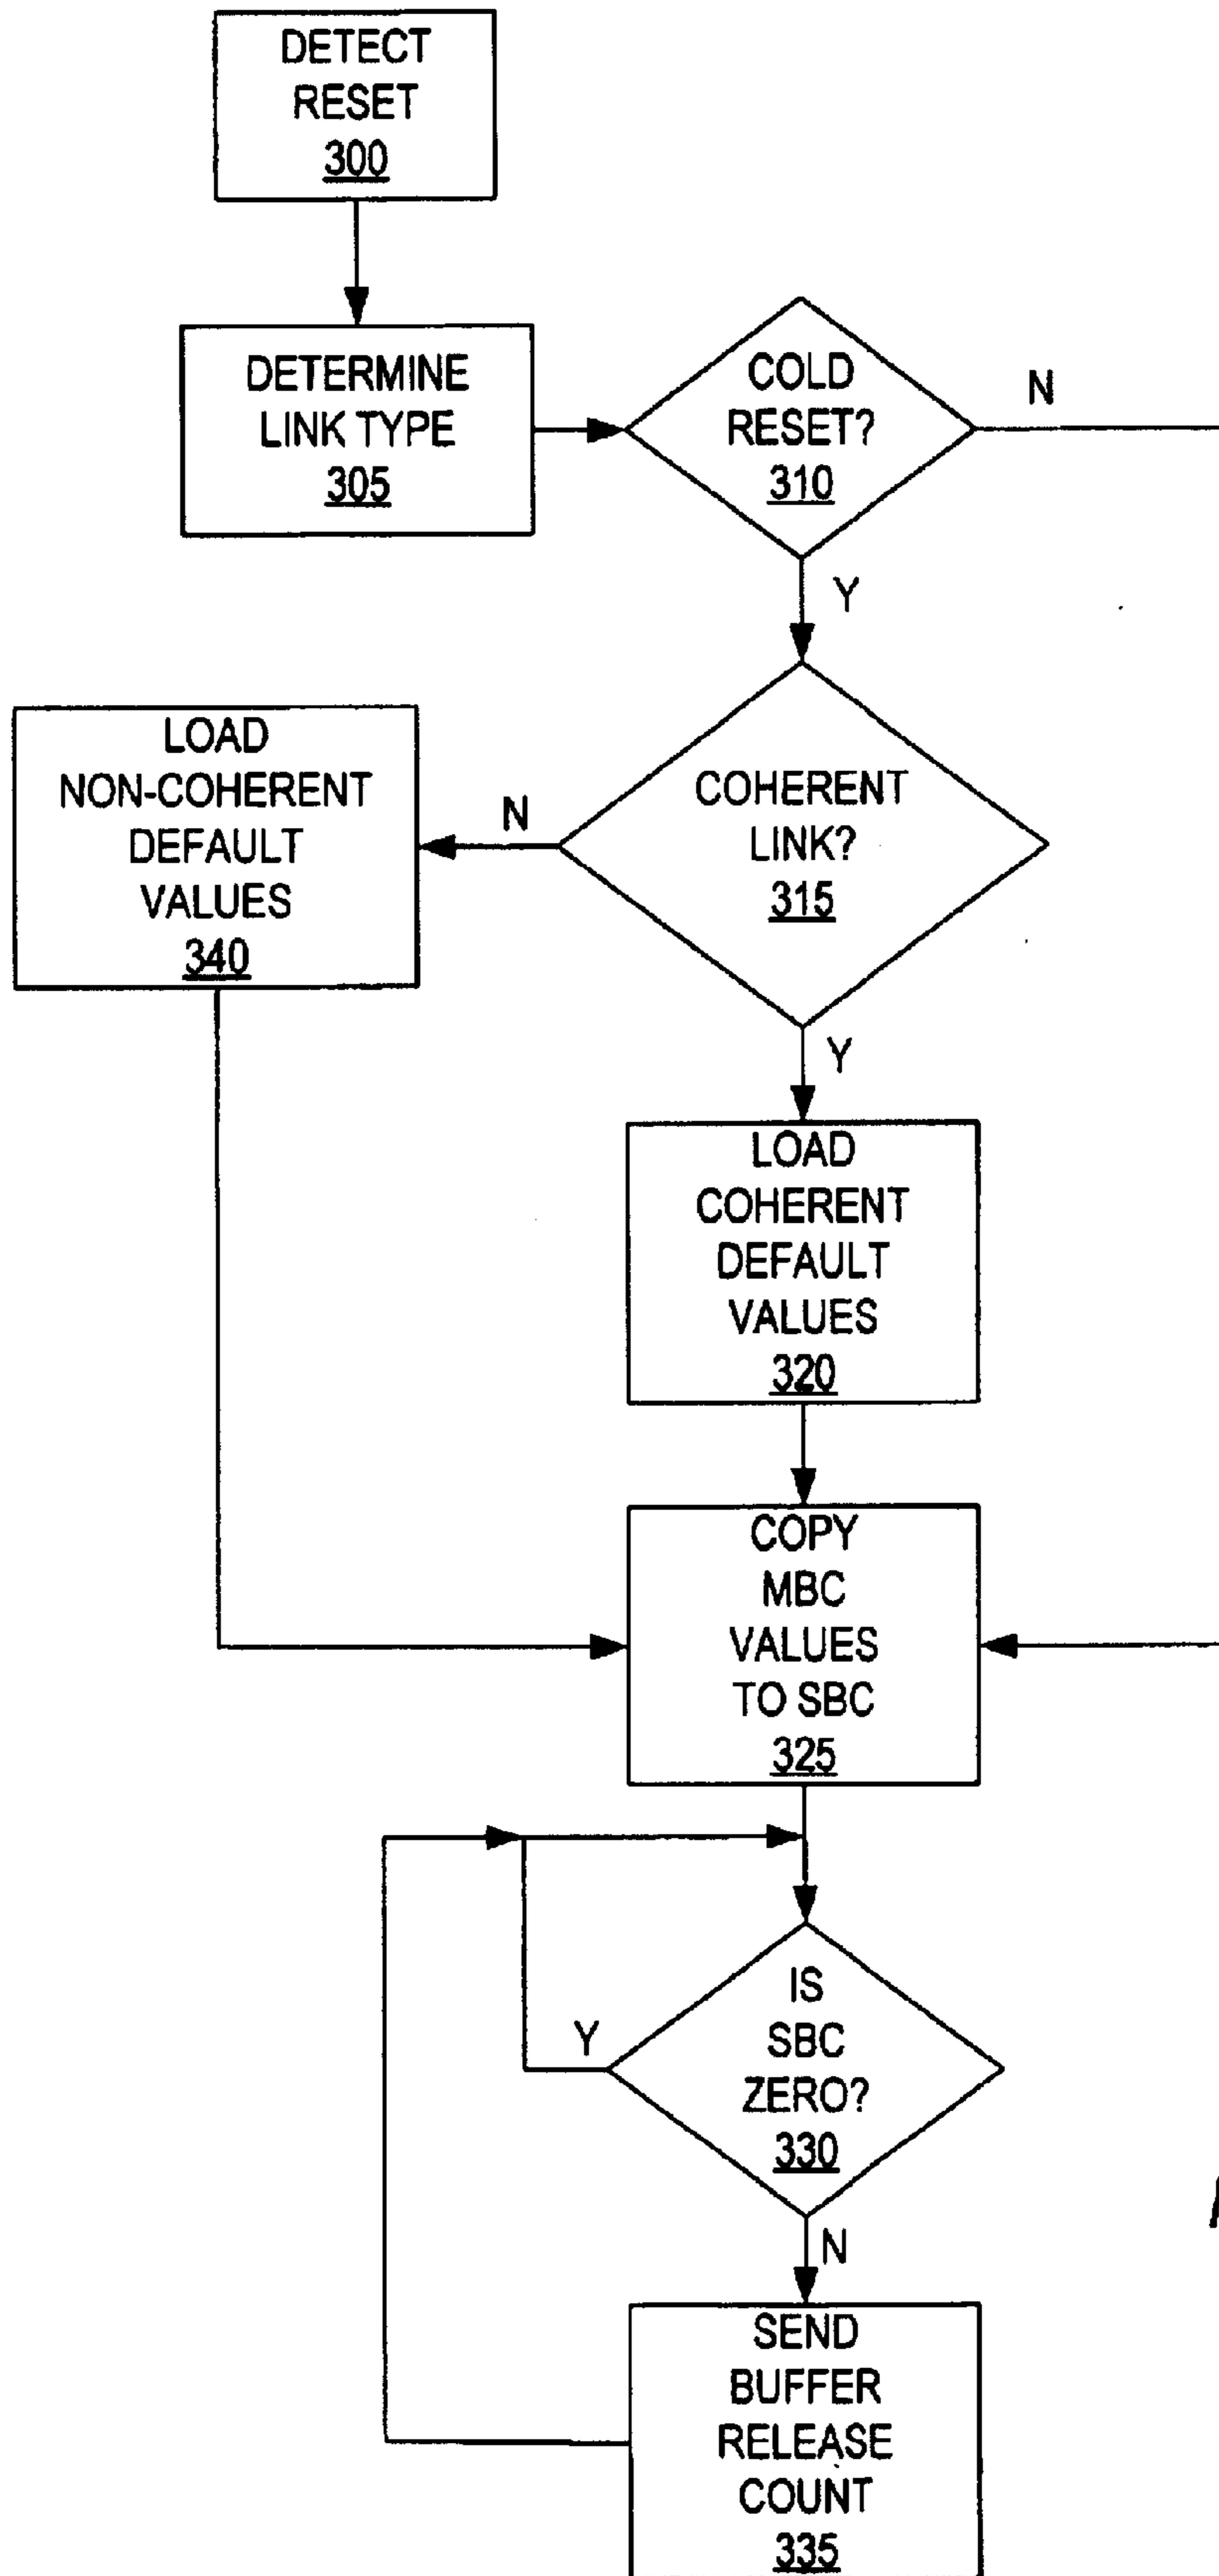 DETECT
RESET
300
DETERMINE
LINK TYPE
305
COLD
RESET?
310
N
Y
COHERENT
LINK?
315
N
Y
LOAD
NON-COHERENT
DEFAULT
VALUES
340
LOAD
COHERENT
DEFAULT
VALUES
320
COPY
MBC
VALUES
TO SBC
325
IS
SBC
ZERO?
330
Y
N
SEND
BUFFER
RELEASE
COUNT
335